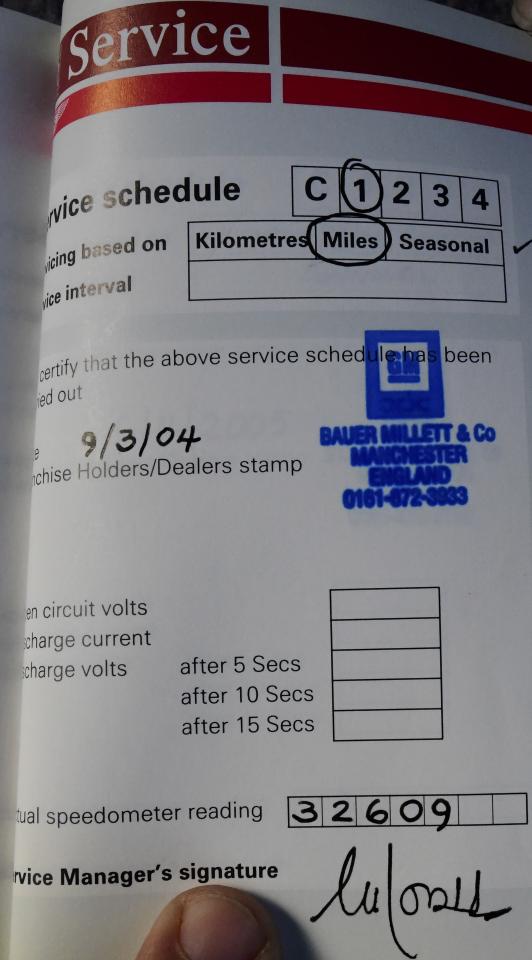 Service
rvice schedule C 1 2 3 4
icing based on Kilometres Miles Seasonal
vice interval
certify that the above service schedule has been
ied out
GM
e 9/3/04
nchise Holders/Dealers stamp
BAUER MILLETT & Co
MANCHESTER
ENGLAND
0161-872-3933
en circuit volts
charge current
charge volts after 5 Secs
after 10 Secs
after 15 Secs
tual speedometer reading 32609
rvice Manager's signature